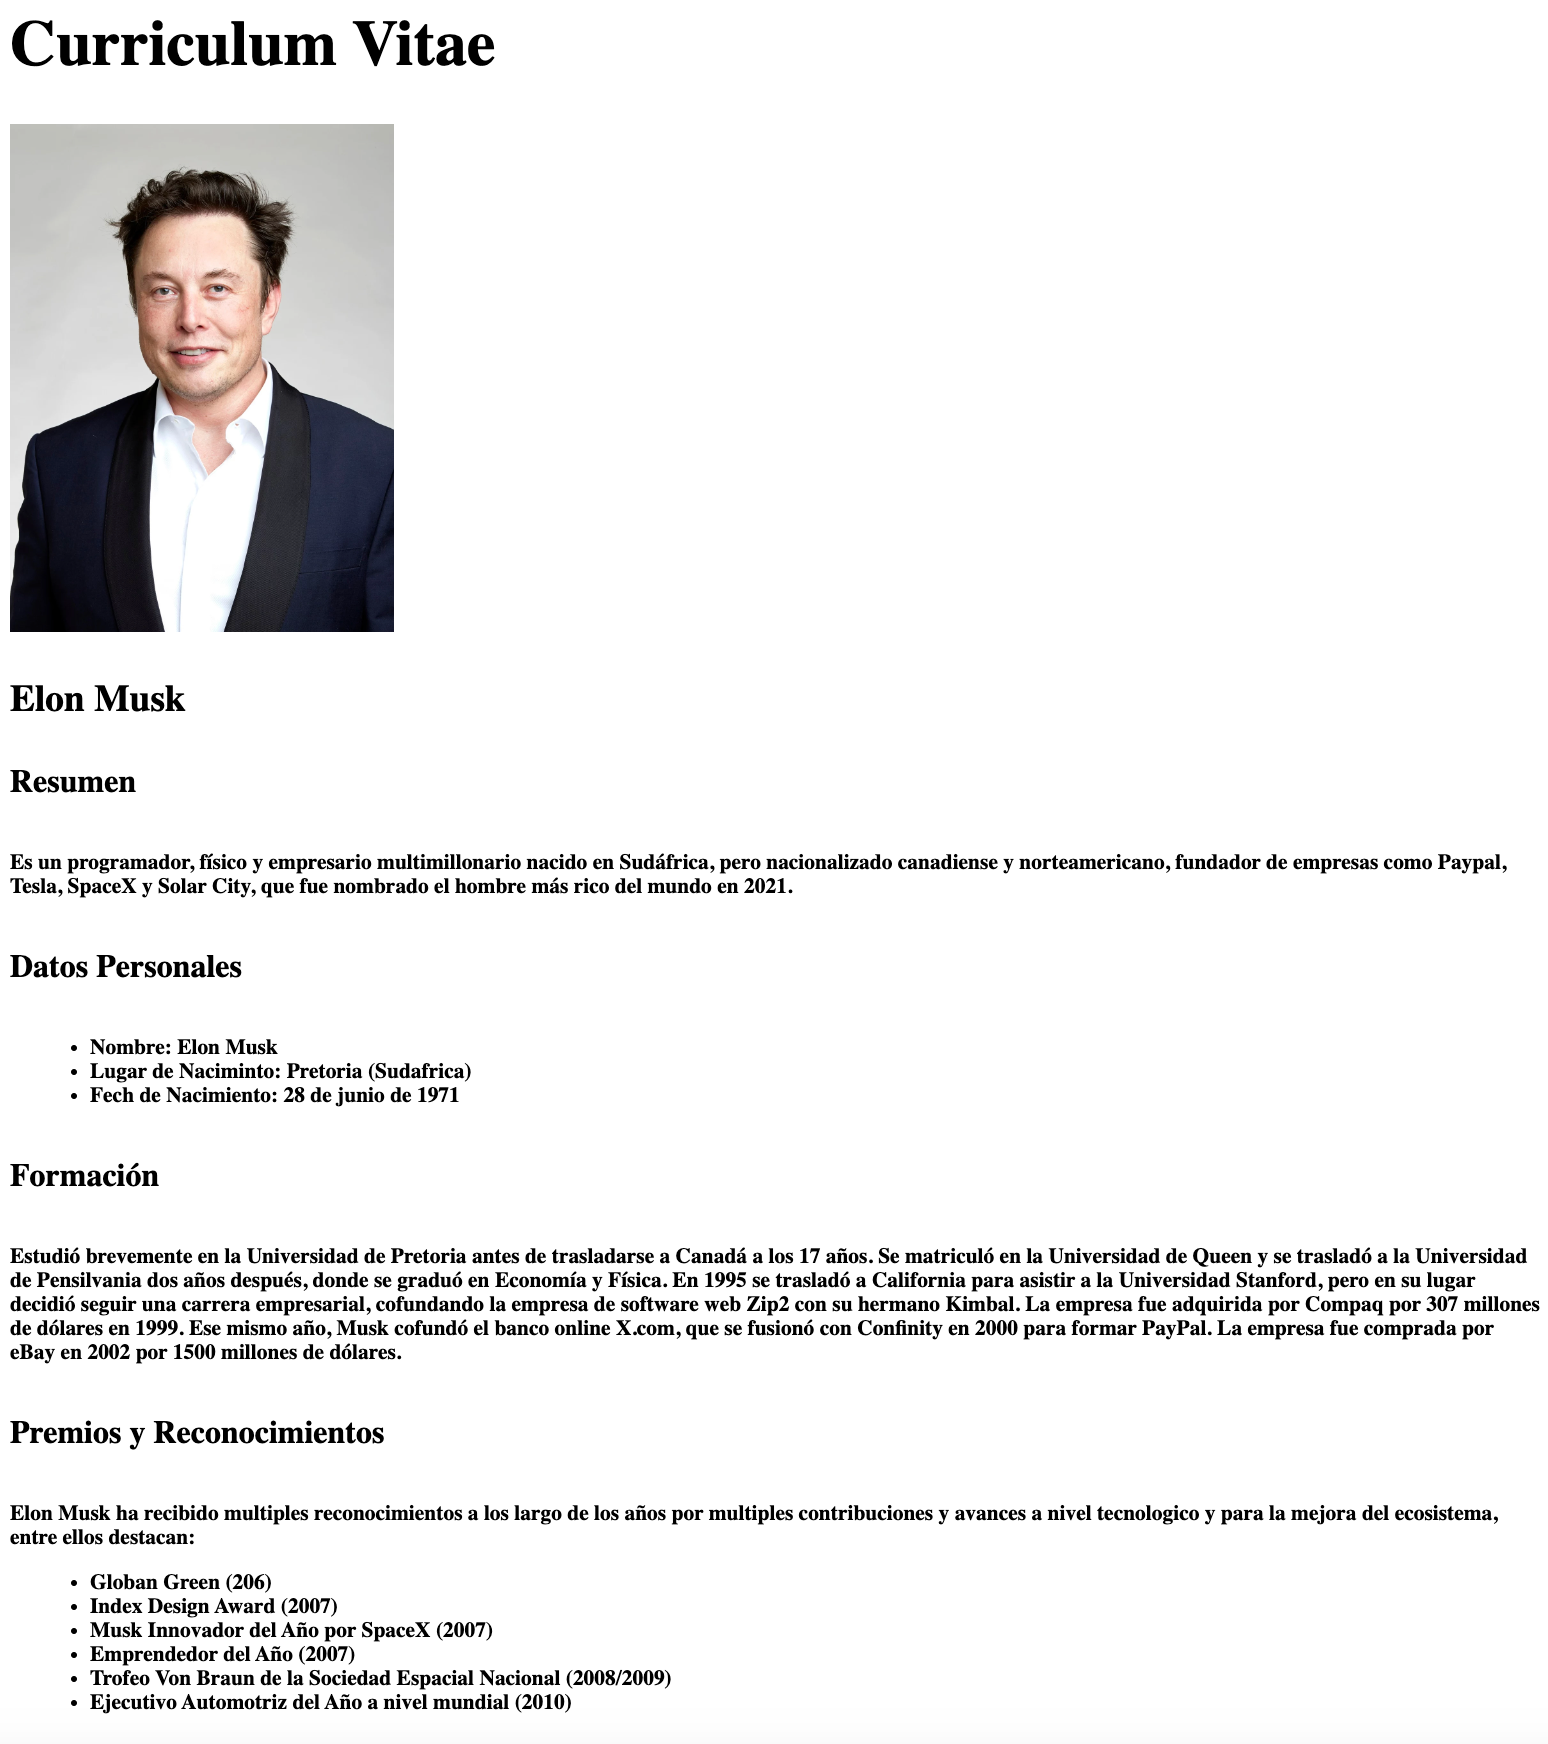 Curriculum Vitae
Elon Musk
Resumen
Es un programador, físico y empresario multimillonario nacido en Sudáfrica, pero nacionalizado canadiense y norteamericano, fundador de empresas como Paypal,
Tesla, SpaceX y Solar City, que fue nombrado el hombre más rico del mundo en 2021.
Datos Personales
• Nombre: Elon Musk
• Lugar de Naciminto: Pretoria (Sudafrica)
• Fech de Nacimiento: 28 de junio de 1971
Formación
Estudió brevemente en la Universidad de Pretoria antes de trasladarse a Canadá a los 17 años. Se matriculó en la Universidad de Queen y se trasladó a la Universidad
de Pensilvania dos años después, donde se graduó en Economía y Física. En 1995 se trasladó a California para asistir a la Universidad Stanford, pero en su lugar
decidió seguir una carrera empresarial, cofundando la empresa de software web Zip2 con su hermano Kimbal. La empresa fue adquirida por Compaq por 307 millones
de dólares en 1999. Ese mismo año, Musk cofundó el banco online X.com, que se fusionó con Confinity en 2000 para formar PayPal. La empresa fue comprada por
eBay en 2002 por 1500 millones de dólares.
Premios y Reconocimientos
Elon Musk ha recibido multiples reconocimientos a los largo de los años por multiples contribuciones y avances a nivel tecnologico y para la mejora del ecosistema,
entre ellos destacan:
• Globan Green (206)
• Index Design Award (2007)
• Musk Innovador del Año por SpaceX (2007)
• Emprendedor del Año (2007)
• Trofeo Von Braun de la Sociedad Espacial Nacional (2008/2009)
• Ejecutivo Automotriz del Año a nivel mundial (2010)